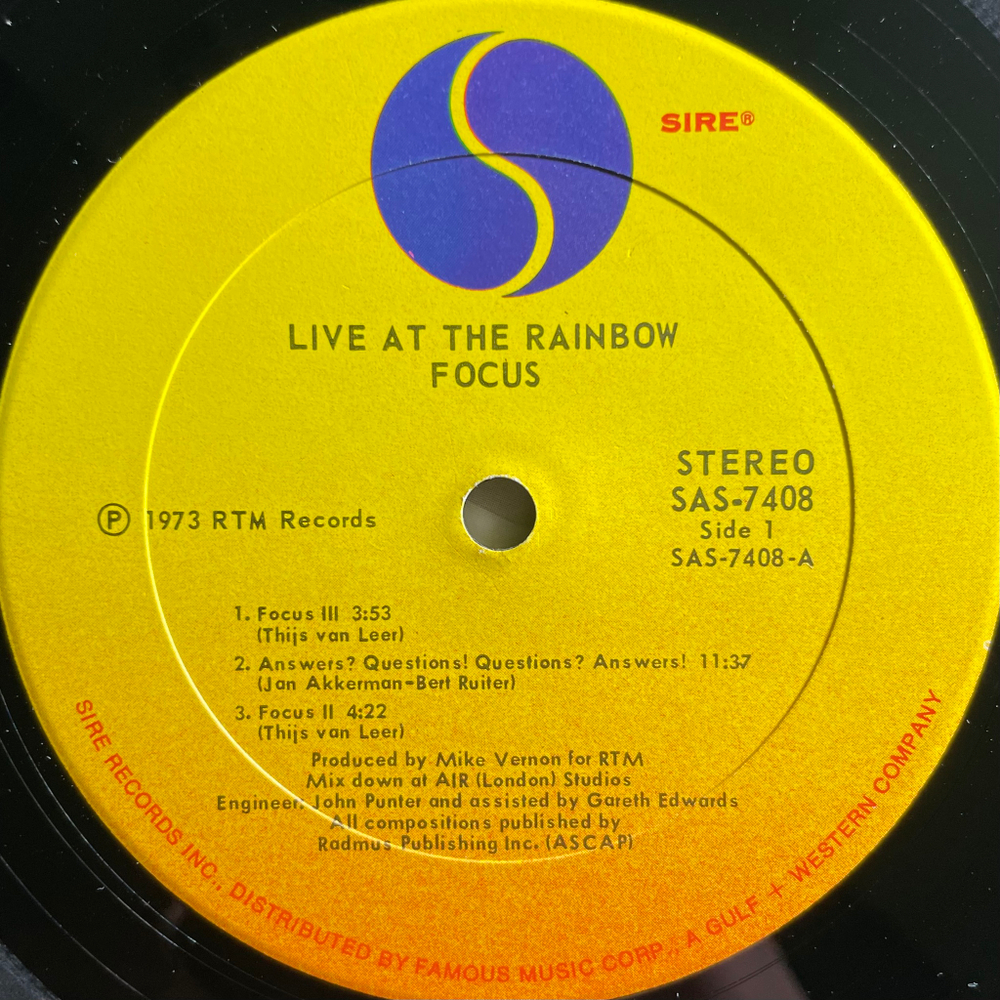 SIRE®
LIVE AT THE RAINBOW
FOCUS
STEREO
SAS-7408
Side 1
SAS-7408-A
Ⓟ 1973 RTM Records
1. Focus III 3:53
(Thijs van Leer)
2. Answers? Questions! Questions? Answers! 11:37
(Jan Akkerman-Bert Ruiter)
3. Focus II 4:22
(Thijs van Leer)
Produced by Mike Vernon for RTM
Mix down at AIR (London) Studios
Engineer: John Punter and assisted by Gareth Edwards
All compositions published by
Radmus Publishing Inc. (ASCAP)
SIRE RECORDS INC., DISTRIBUTED BY FAMOUS MUSIC CORP., A GULF + WESTERN COMPANY